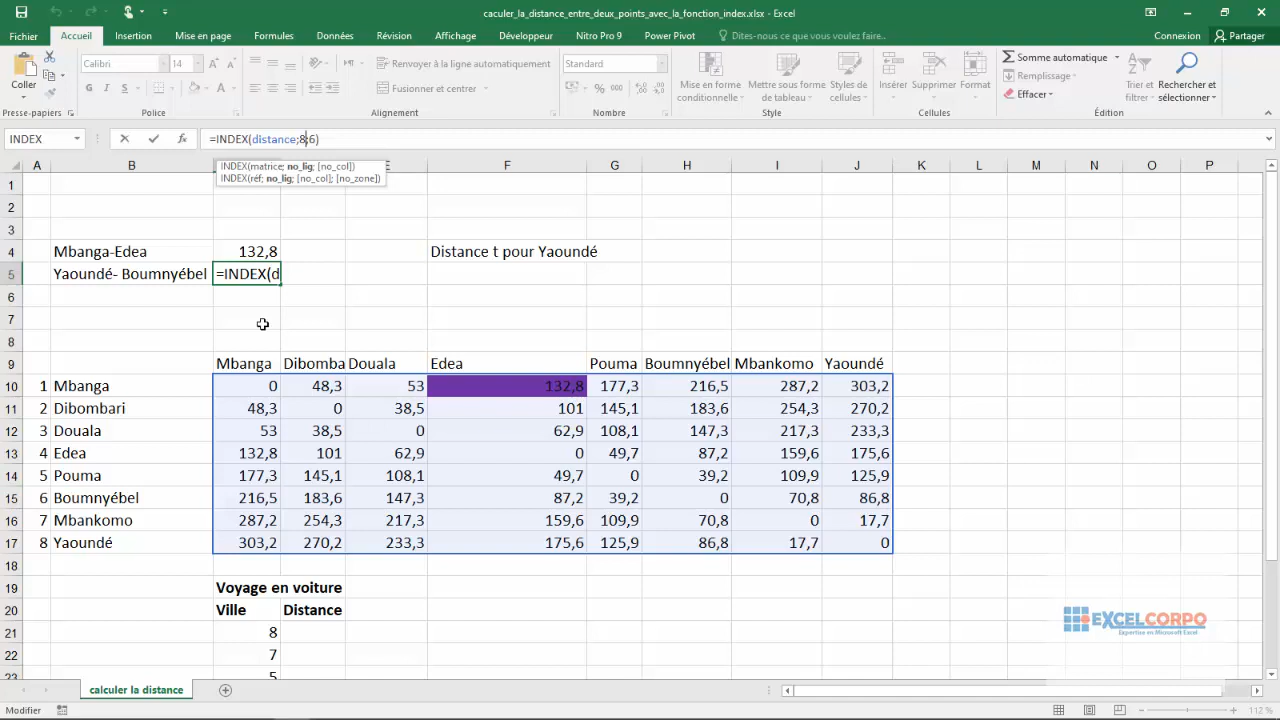 caculer_la_distance_entre_deux_points_avec_la_fonction_index.xlsx - Excel
Fichier Accueil Insertion Mise en page Formules Données Révision Affichage Développeur Nitro Pro 9 Power Pivot Dites-nous ce que vous voulez faire... Connexion Partager
Coller
Calibri 14
G I S
Renvoyer à la ligne automatiquement
Fusionner et centrer
Standard
% 000
Mise en forme conditionnelle
Mettre sous forme de tableau
Styles de cellules
Insérer Supprimer Format
Somme automatique
Remplissage
Effacer
Trier et filtrer
Rechercher et sélectionner
Presse-papiers Police Alignement Nombre Style Cellules Édition
INDEX =INDEX(distance;8;6)
INDEX(matrice; no_lig; [no_col])
INDEX(réf; no_lig; [no_col]; [no_zone])
A B E F G H I J K L M N O P
1
2
3
4 Mbanga-Edea 132,8 Distance t pour Yaoundé
5 Yaoundé- Boumnyébel =INDEX(d
6
7
8
9 Mbanga Dibomba Douala Edea Pouma Boumnyébel Mbankomo Yaoundé
10 1 Mbanga 0 48,3 53 132,8 177,3 216,5 287,2 303,2
11 2 Dibombari 48,3 0 38,5 101 145,1 183,6 254,3 270,2
12 3 Douala 53 38,5 0 62,9 108,1 147,3 217,3 233,3
13 4 Edea 132,8 101 62,9 0 49,7 87,2 159,6 175,6
14 5 Pouma 177,3 145,1 108,1 49,7 0 39,2 109,9 125,9
15 6 Boumnyébel 216,5 183,6 147,3 87,2 39,2 0 70,8 86,8
16 7 Mbankomo 287,2 254,3 217,3 159,6 109,9 70,8 0 17,7
17 8 Yaoundé 303,2 270,2 233,3 175,6 125,9 86,8 17,7 0
18
19 Voyage en voiture
20 Ville Distance
21 8
22 7
23 5
EXCELCORPO
Expertise en Microsoft Excel
calculer la distance
Modifier 112 %